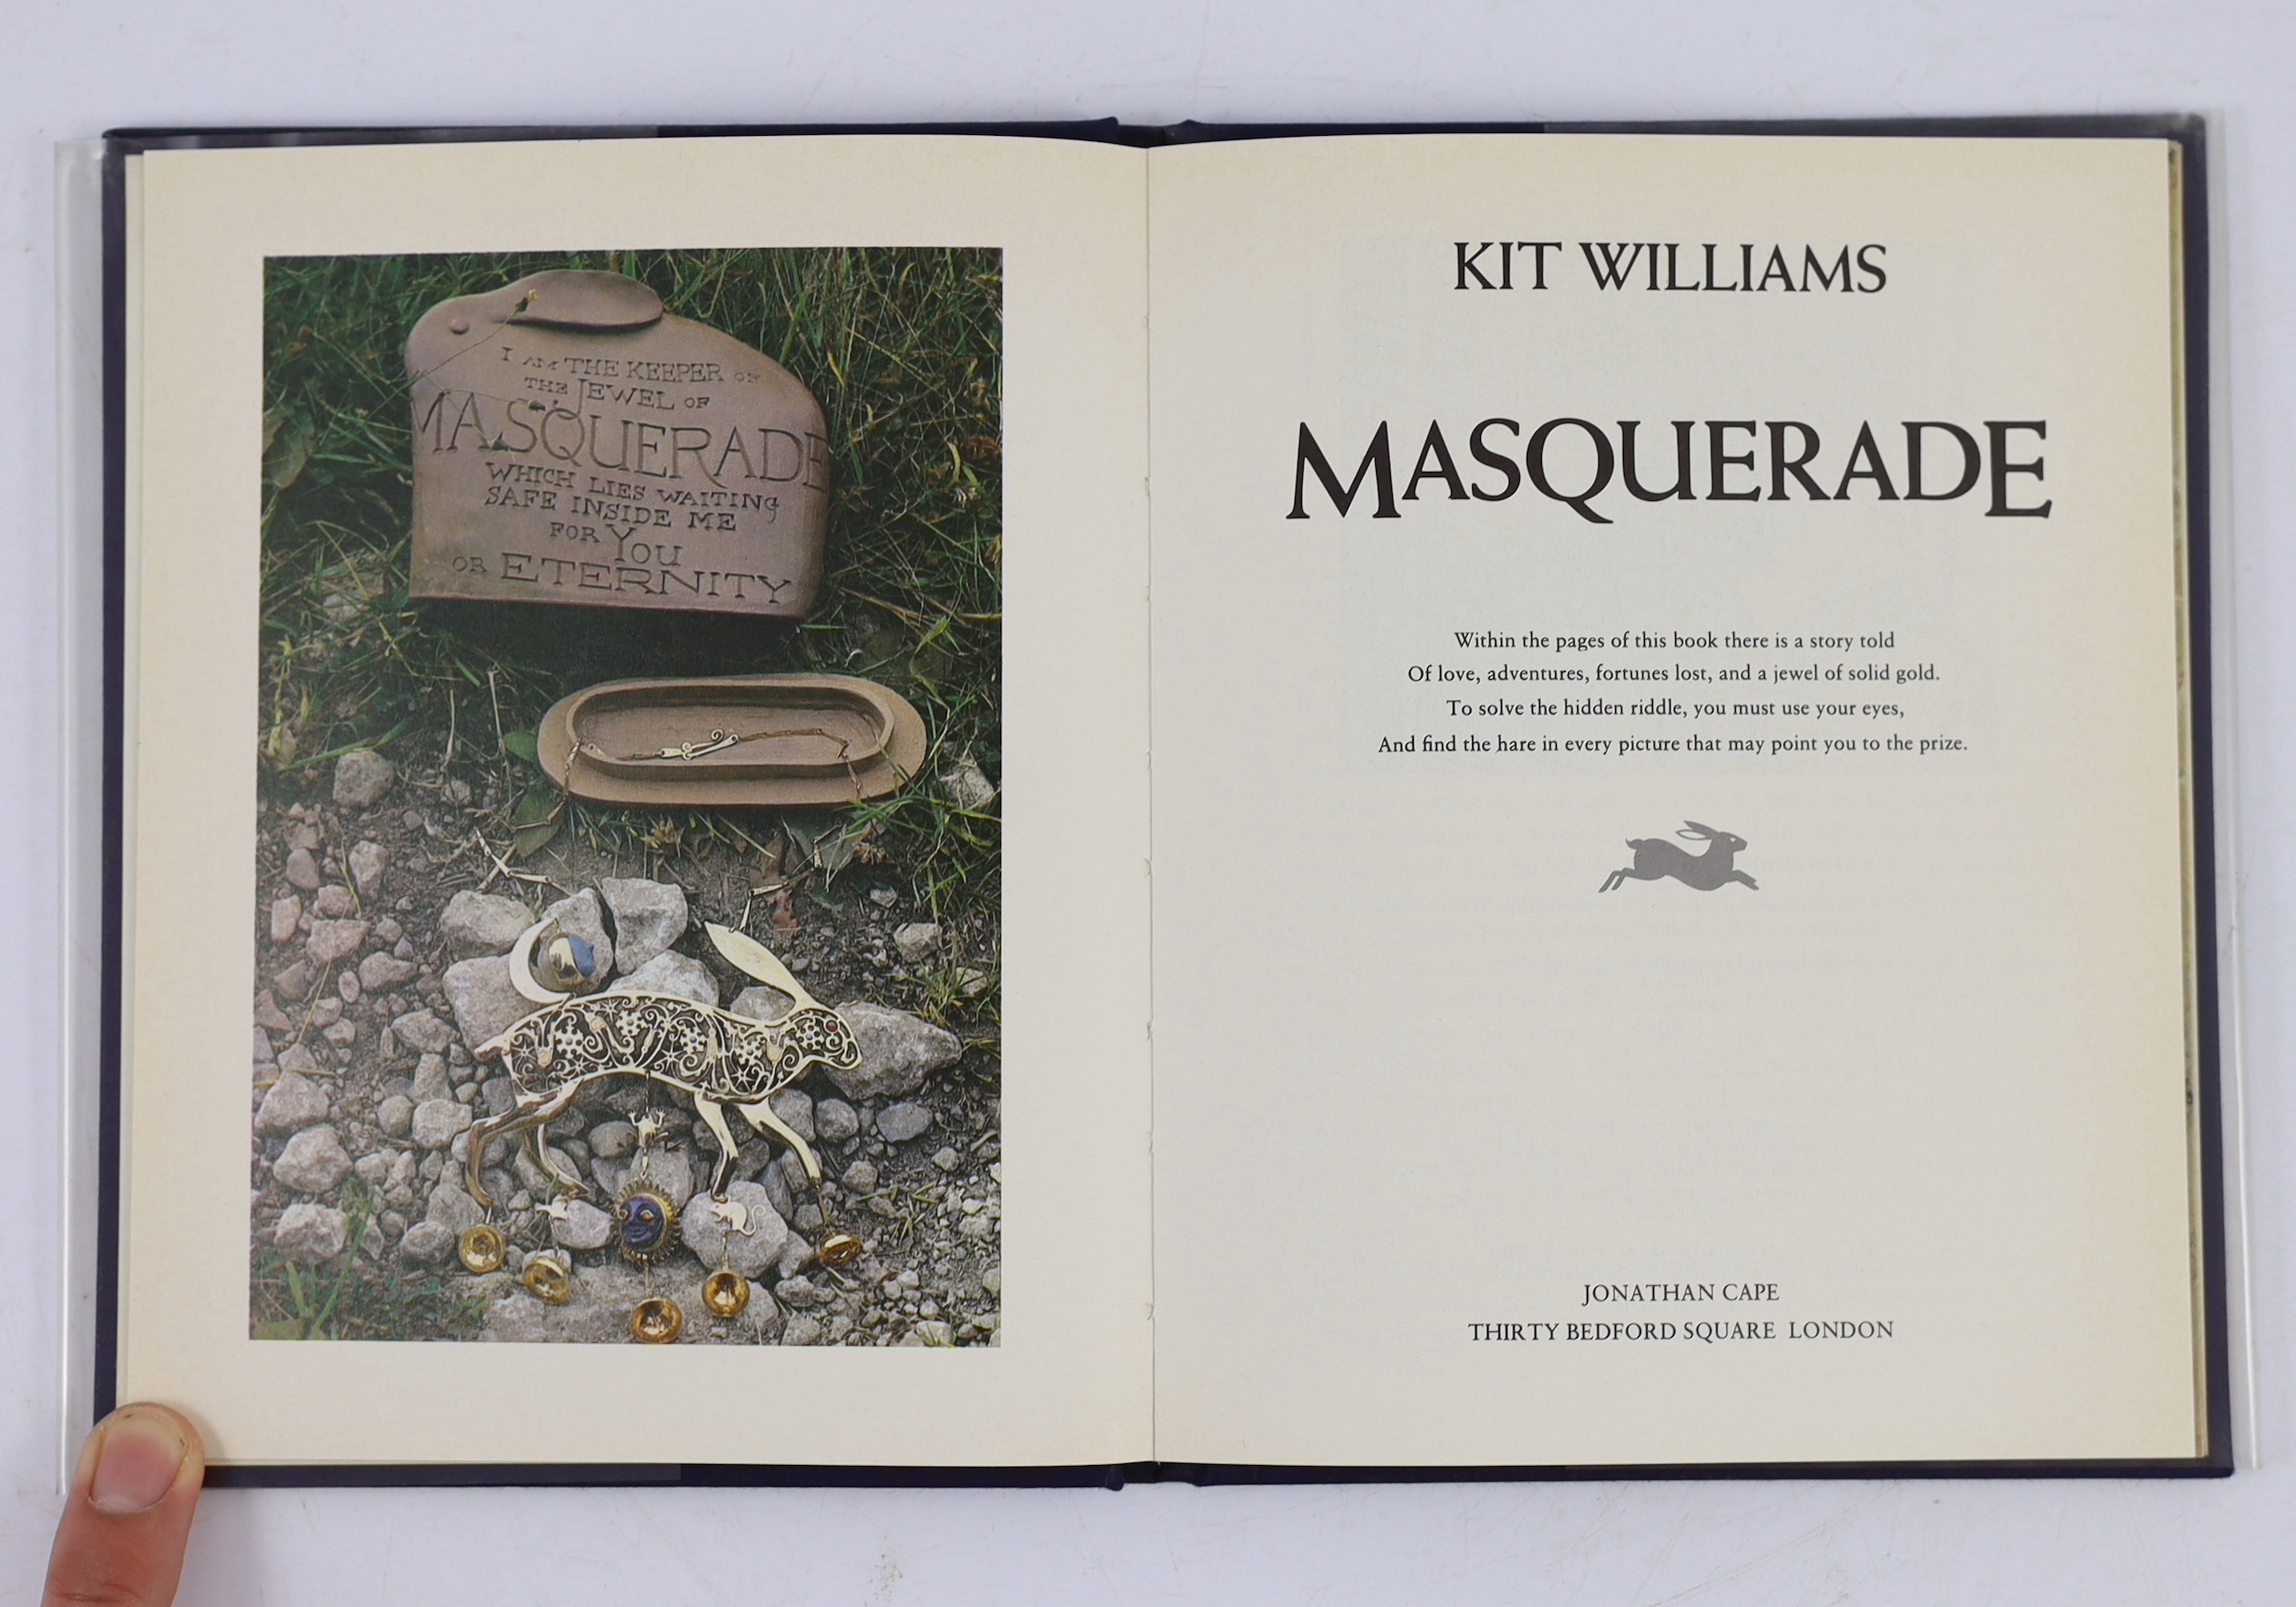 I AM THE KEEPER OF
THE JEWEL OF
MASQUERADE
WHICH LIES WAITING
SAFE INSIDE ME
FOR YOU
OR ETERNITY
KIT WILLIAMS
MASQUERADE
Within the pages of this book there is a story told
Of love, adventures, fortunes lost, and a jewel of solid gold.
To solve the hidden riddle, you must use your eyes,
And find the hare in every picture that may point you to the prize.
JONATHAN CAPE
THIRTY BEDFORD SQUARE LONDON